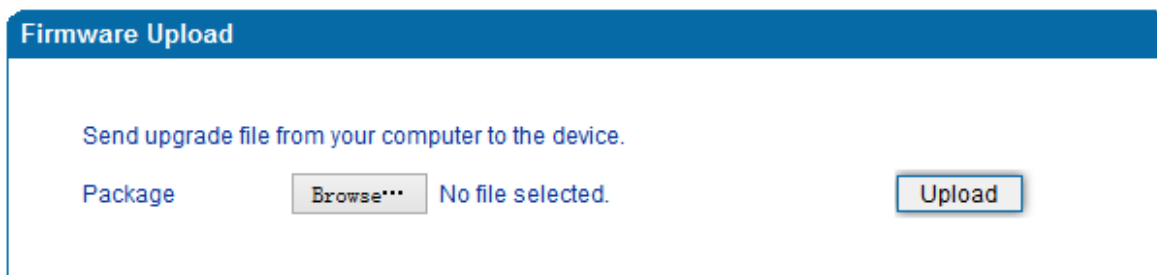 Firmware Upload
Send upgrade file from your computer to the device.
Package Browse··· No file selected. Upload